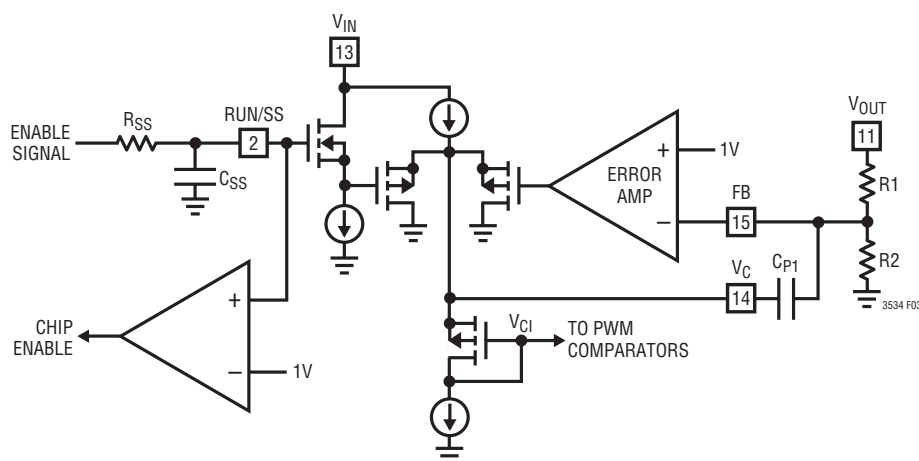 V_IN
13
R_SS
RUN/SS
ENABLE
SIGNAL
2
C_SS
V_OUT
11
+
1V
ERROR
AMP
R1
FB
−
15
R2
V_C
C_P1
14
3534 F03
V_CI
TO PWM
COMPARATORS
+
CHIP
ENABLE
−
1V